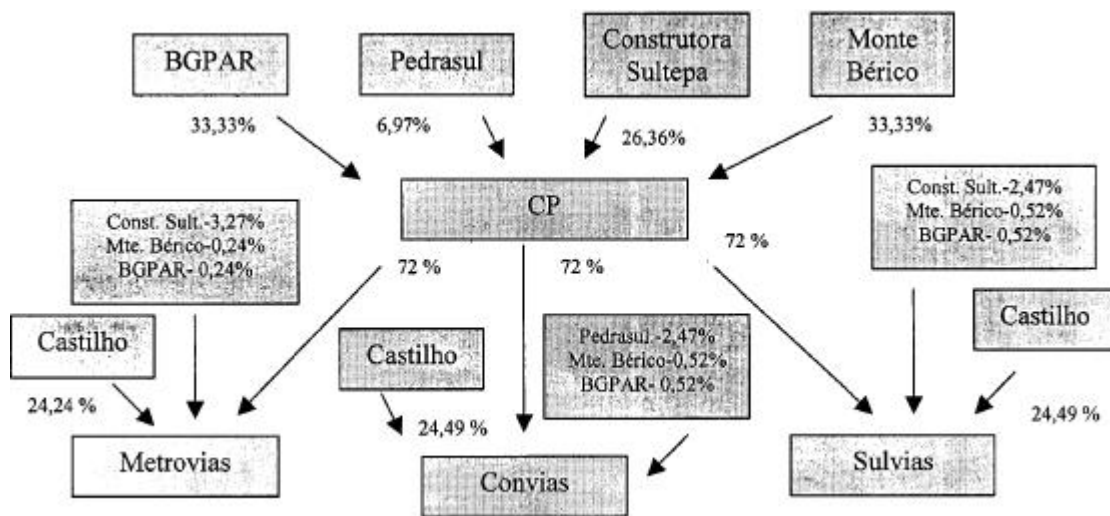 BGPAR
Pedrasul
Construtora
Sultepa
Monte
Bérico
33,33%
6,97%
26,36%
33,33%
CP
Const. Sult.-3,27%
Mte. Bérico-0,24%
BGPAR- 0,24%
Const. Sult.-2,47%
Mte. Bérico-0,52%
BGPAR- 0,52%
72 %
72 %
72 %
Castilho
Castilho
Pedrasul.-2,47%
Mte. Bérico-0,52%
BGPAR- 0,52%
Castilho
24,24 %
24,49 %
24,49 %
Metrovias
Convias
Sulvias